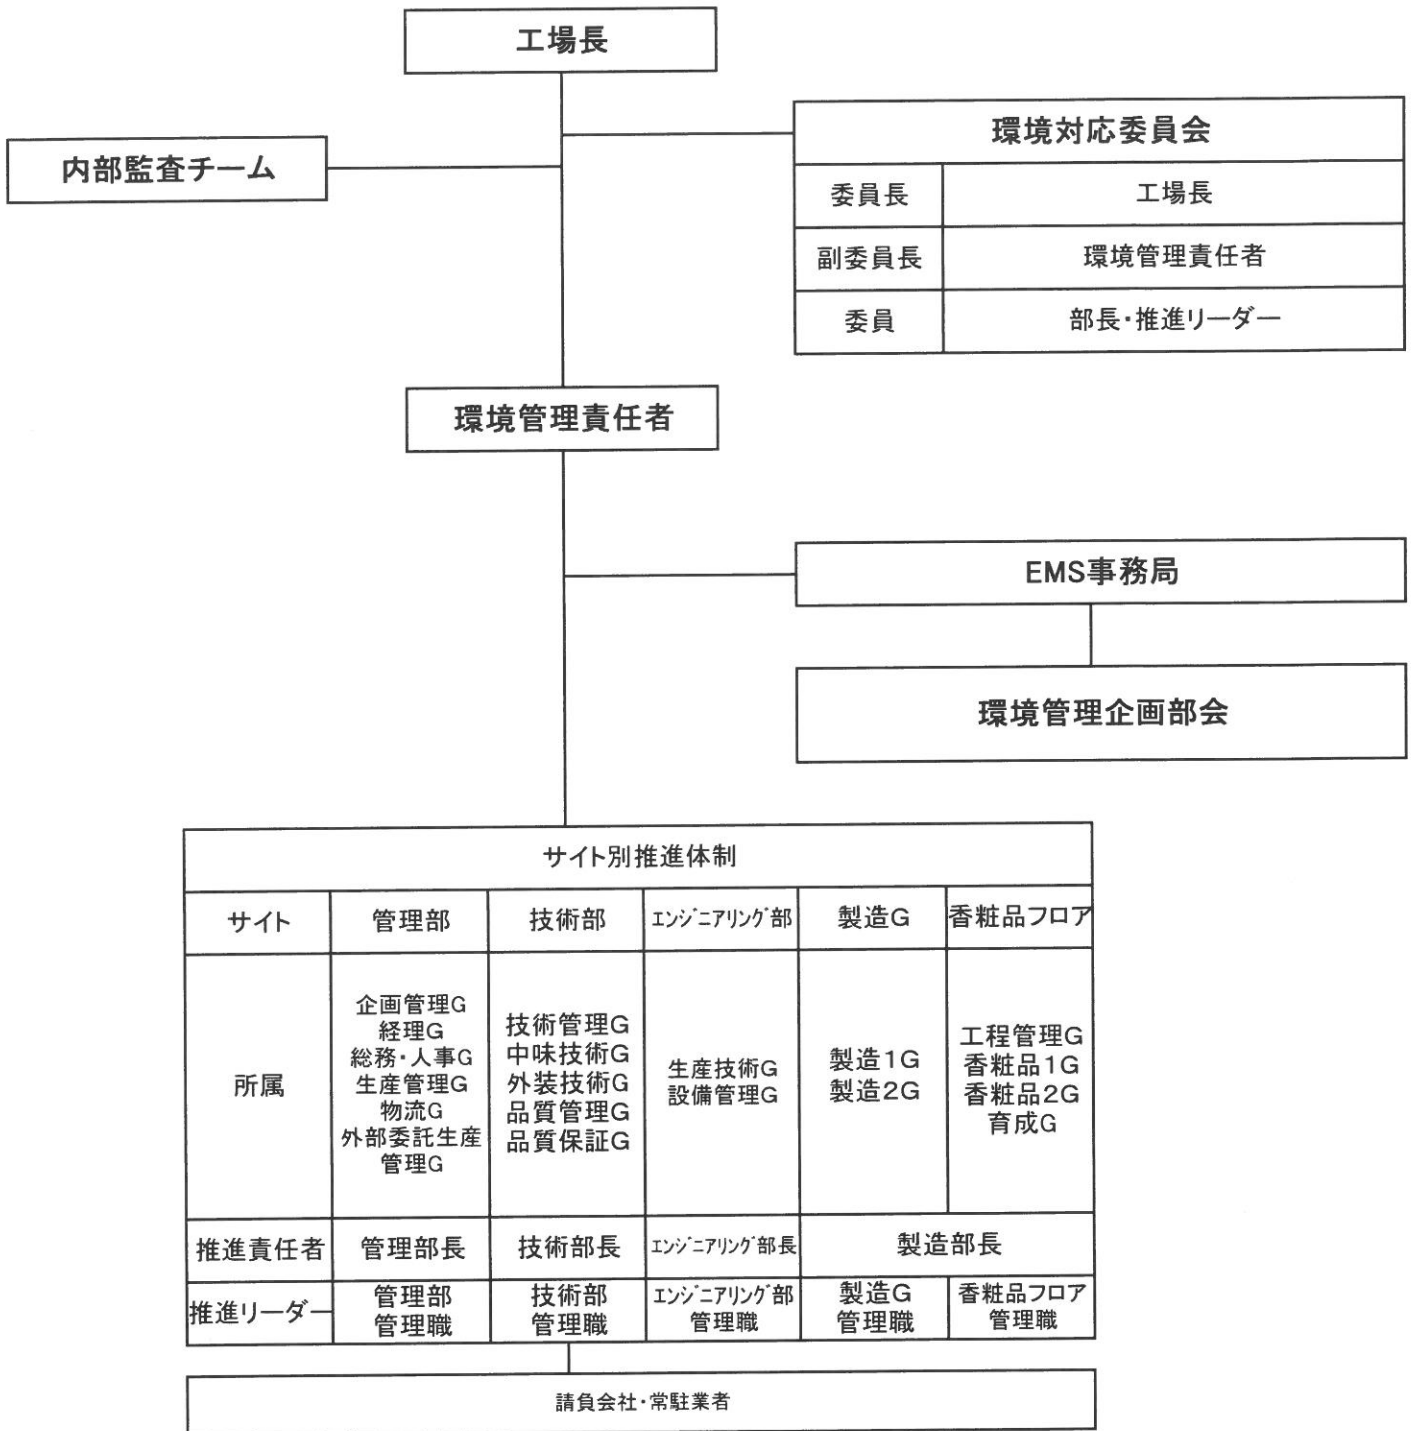 工場長
環境対応委員会
内部監査チーム
委員長 工場長
副委員長 環境管理責任者
委員 部長・推進リーダー
環境管理責任者
EMS事務局
環境管理企画部会
サイト別推進体制
サイト 管理部 技術部 エンジニアリング部 製造G 香粧品フロア
所属
企画管理G
経理G
総務・人事G
生産管理G
物流G
外部委託生産
管理G
技術管理G
中味技術G
外装技術G
品質管理G
品質保証G
生産技術G
設備管理G
製造1G
製造2G
工程管理G
香粧品1G
香粧品2G
育成G
推進責任者 管理部長 技術部長 エンジニアリング部長 製造部長
推進リーダー
管理部
管理職
技術部
管理職
エンジニアリング部
管理職
製造G
管理職
香粧品フロア
管理職
請負会社・常駐業者